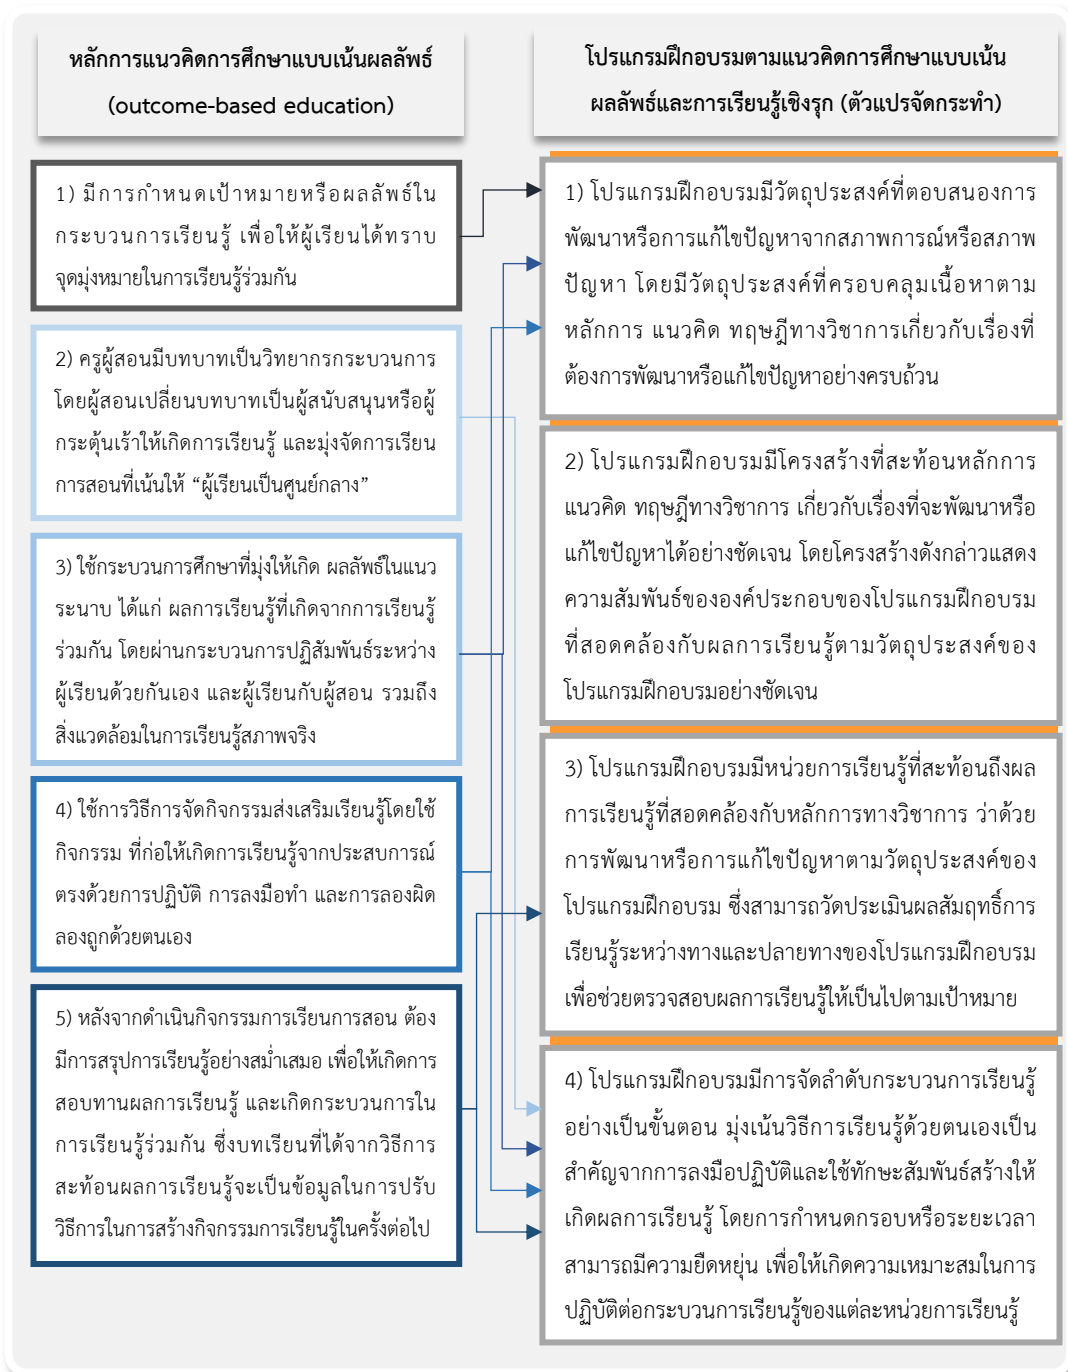 หลักการแนวคิดการศึกษาแบบเน้นผลลัพธ์
(outcome-based education)
1) มีการกำหนดเป้าหมายหรือผลลัพธ์ใน
กระบวนการเรียนรู้ เพื่อให้ผู้เรียนได้ทราบ
จุดมุ่งหมายในการเรียนรู้ร่วมกัน
2) ครูผู้สอนมีบทบาทเป็นวิทยากรกระบวนการ
โดยผู้สอนเปลี่ยนบทบาทเป็นผู้สนับสนุนหรือผู้
กระตุ้นเร้าให้เกิดการเรียนรู้ และมุ่งจัดการเรียน
การสอนที่เน้นให้ “ผู้เรียนเป็นศูนย์กลาง”
3) ใช้กระบวนการศึกษาที่มุ่งให้เกิด ผลลัพธ์ในแนว
ระนาบ ได้แก่ ผลการเรียนรู้ที่เกิดจากการเรียนรู้
ร่วมกัน โดยผ่านกระบวนการปฏิสัมพันธ์ระหว่าง
ผู้เรียนด้วยกันเอง และผู้เรียนกับผู้สอน รวมถึง
สิ่งแวดล้อมในการเรียนรู้สภาพจริง
4) ใช้การวิธีการจัดกิจกรรมส่งเสริมเรียนรู้โดยใช้
กิจกรรม ที่ก่อให้เกิดการเรียนรู้จากประสบการณ์
ตรงด้วยการปฏิบัติ การลงมือทำ และการลองผิด
ลองถูกด้วยตนเอง
5) หลังจากดำเนินกิจกรรมการเรียนการสอน ต้อง
มีการสรุปการเรียนรู้อย่างสม่ำเสมอ เพื่อให้เกิดการ
สอบทานผลการเรียนรู้ และเกิดกระบวนการใน
การเรียนรู้ร่วมกัน ซึ่งบทเรียนที่ได้จากวิธีการ
สะท้อนผลการเรียนรู้จะเป็นข้อมูลในการปรับ
วิธีการในการสร้างกิจกรรมการเรียนรู้ในครั้งต่อไป
โปรแกรมฝึกอบรมตามแนวคิดการศึกษาแบบเน้น
ผลลัพธ์และการเรียนรู้เชิงรุก (ตัวแปรจัดกระทำ)
1) โปรแกรมฝึกอบรมมีวัตถุประสงค์ที่ตอบสนองการ
พัฒนาหรือการแก้ไขปัญหาจากสภาพการณ์หรือสภาพ
ปัญหา โดยมีวัตถุประสงค์ที่ครอบคลุมเนื้อหาตาม
หลักการ แนวคิด ทฤษฎีทางวิชาการเกี่ยวกับเรื่องที่
ต้องการพัฒนาหรือแก้ไขปัญหาอย่างครบถ้วน
2) โปรแกรมฝึกอบรมมีโครงสร้างที่สะท้อนหลักการ
แนวคิด ทฤษฎีทางวิชาการ เกี่ยวกับเรื่องที่จะพัฒนาหรือ
แก้ไขปัญหาได้อย่างชัดเจน โดยโครงสร้างดังกล่าวแสดง
ความสัมพันธ์ขององค์ประกอบของโปรแกรมฝึกอบรม
ที่สอดคล้องกับผลการเรียนรู้ตามวัตถุประสงค์ของ
โปรแกรมฝึกอบรมอย่างชัดเจน
3) โปรแกรมฝึกอบรมมีหน่วยการเรียนรู้ที่สะท้อนถึงผล
การเรียนรู้ที่สอดคล้องกับหลักการทางวิชาการ ว่าด้วย
การพัฒนาหรือการแก้ไขปัญหาตามวัตถุประสงค์ของ
โปรแกรมฝึกอบรม ซึ่งสามารถวัดประเมินผลสัมฤทธิ์การ
เรียนรู้ระหว่างทางและปลายทางของโปรแกรมฝึกอบรม
เพื่อช่วยตรวจสอบผลการเรียนรู้ให้เป็นไปตามเป้าหมาย
4) โปรแกรมฝึกอบรมมีการจัดลำดับกระบวนการเรียนรู้
อย่างเป็นขั้นตอน มุ่งเน้นวิธีการเรียนรู้ด้วยตนเองเป็น
สำคัญจากการลงมือปฏิบัติและใช้ทักษะสัมพันธ์สร้างให้
เกิดผลการเรียนรู้ โดยการกำหนดกรอบหรือระยะเวลา
สามารถมีความยืดหยุ่น เพื่อให้เกิดความเหมาะสมในการ
ปฏิบัติต่อกระบวนการเรียนรู้ของแต่ละหน่วยการเรียนรู้